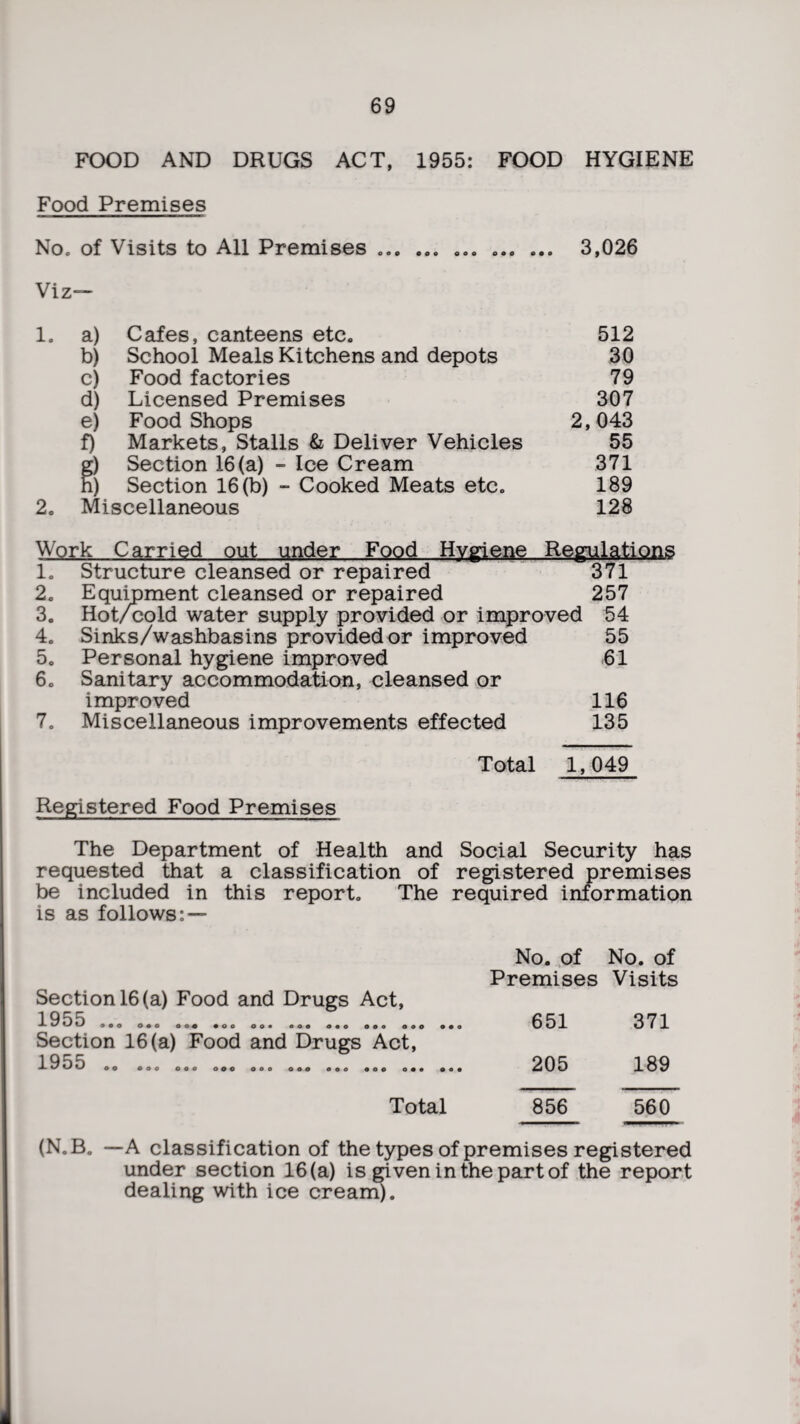 69
FOOD AND DRUGS ACT, 1955: FOOD HYGIENE
Food Premises
No. of Visits to All Premises ... ... ... ... ... 3,026
Viz—
1. a) Cafes, canteens etc. 512
b) School Meals Kitchens and depots 30
c) Food factories 79
d) Licensed Premises 307
e) Food Shops 2,043
f) Markets, Stalls & Deliver Vehicles 55
g) Section 16(a) - Ice Cream 371
h) Section 16(b) - Cooked Meats etc. 189
2. Miscellaneous 128
Work Carried out under Food Hygiene Regulations
1. Structure cleansed or repaired 371
2. Equipment cleansed or repaired 257
3. Hot/cold water supply provided or improved 54
4. Sinks/washbasins provided or improved 55
5. Personal hygiene improved 61
6. Sanitary accommodation, cleansed or
improved 116
7. Miscellaneous improvements effected 135
Total 1,049
Registered Food Premises
The Department of Health and Social Security has
requested that a classification of registered premises
be included in this report. The required information
is as follows:—
No. of No. of
Premises Visits
Section 16(a) Food and Drugs Act,
1955 ... ... ... ... ... ... ... ... ... ... 651 371
Section 16(a) Food and Drugs Act,
1955 .. ... ... ... ... ... ... ... ... ... 205 189
Total 856 560
(N.B. —A classification of the types of premises registered
under section 16(a) is given in the part of the report
dealing with ice cream).